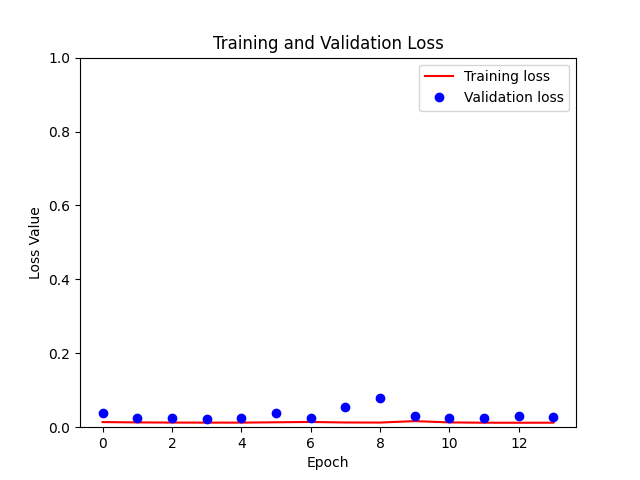 Training and Validation Loss
Training loss
Validation loss
Loss Value
1.0
0.8
0.6
0.4
0.2
0.0
0 2 4 6 8 10 12
Epoch